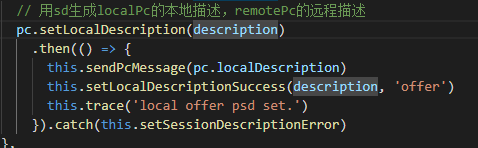 // 用sd生成localPc的本地描述，remotePc的远程描述
pc.setLocalDescription(description)
.then(() => {
this.sendPcMessage(pc.localDescription)
this.setLocalDescriptionSuccess(description, 'offer')
this.trace('local offer psd set.')
}).catch(this.setSessionDescriptionError)
},